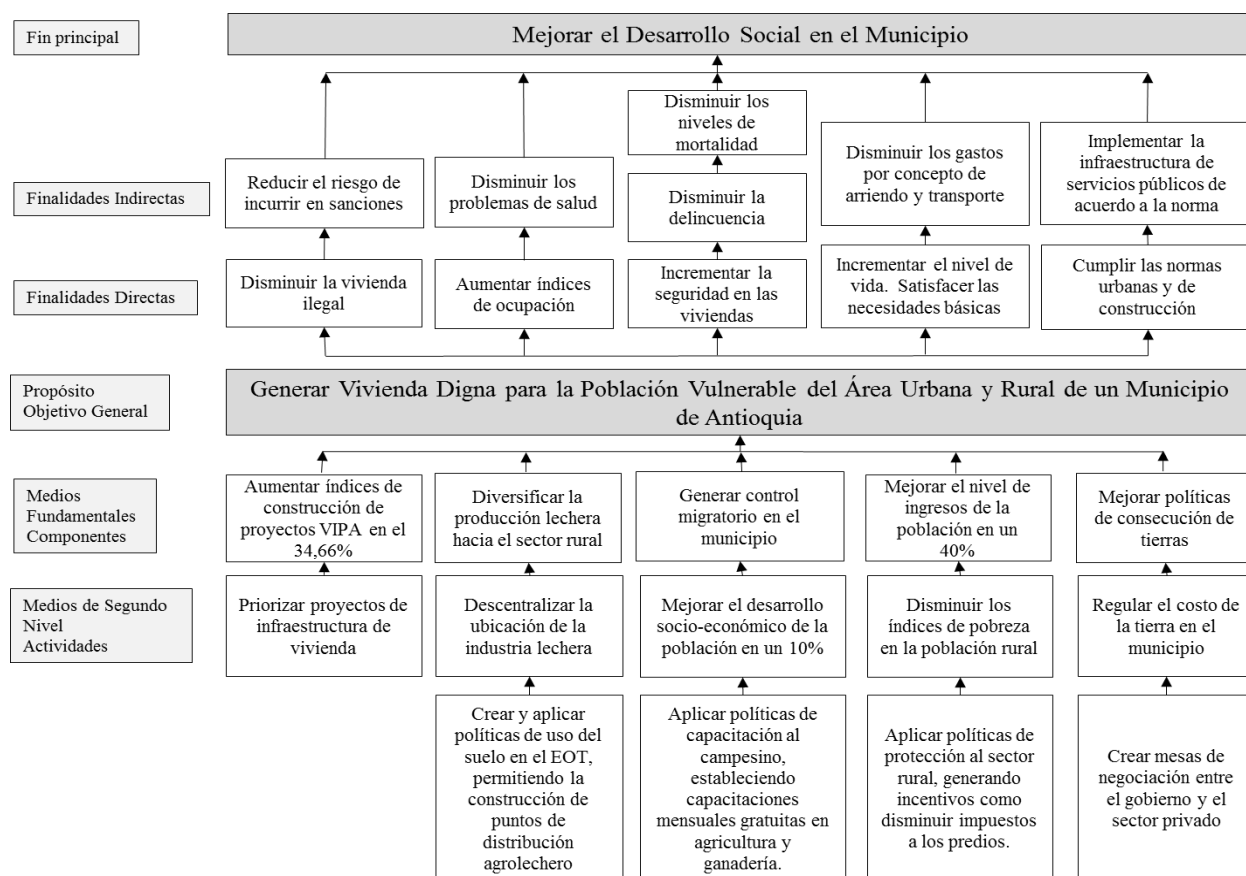 Fin principal
Mejorar el Desarrollo Social en el Municipio
Disminuir los
niveles de
mortalidad
Finalidades Indirectas
Reducir el riesgo de
incurrir en sanciones
Disminuir los
problemas de salud
Disminuir la
delincuencia
Disminuir los gastos
por concepto de
arriendo y transporte
Implementar la
infraestructura de
servicios públicos de
acuerdo a la norma
Finalidades Directas
Disminuir la vivienda
ilegal
Aumentar índices
de ocupación
Incrementar la
seguridad en las
viviendas
Incrementar el nivel de
vida. Satisfacer las
necesidades básicas
Cumplir las normas
urbanas y de
construcción
Propósito
Objetivo General
Generar Vivienda Digna para la Población Vulnerable del Área Urbana y Rural de un Municipio
de Antioquia
Medios
Fundamentales
Componentes
Aumentar índices de
construcción de
proyectos VIPA en el
34,66%
Diversificar la
producción lechera
hacia el sector rural
Generar control
migratorio en el
municipio
Mejorar el nivel de
ingresos de la
población en un
40%
Mejorar políticas
de consecución de
tierras
Medios de Segundo
Nivel
Actividades
Priorizar proyectos de
infraestructura de
vivienda
Descentralizar la
ubicación de la
industria lechera
Mejorar el desarrollo
socio-económico de la
población en un 10%
Disminuir los
índices de pobreza
en la población rural
Regular el costo de
la tierra en el
municipio
Crear y aplicar
políticas de uso del
suelo en el EOT,
permitiendo la
construcción de
puntos de
distribución
agrolechero
Aplicar políticas de
capacitación al
campesino,
estableciendo
capacitaciones
mensuales gratuitas en
agricultura y
ganadería.
Aplicar políticas de
protección al sector
rural, generando
incentivos como
disminuir impuestos
a los predios.
Crear mesas de
negociación entre
el gobierno y el
sector privado